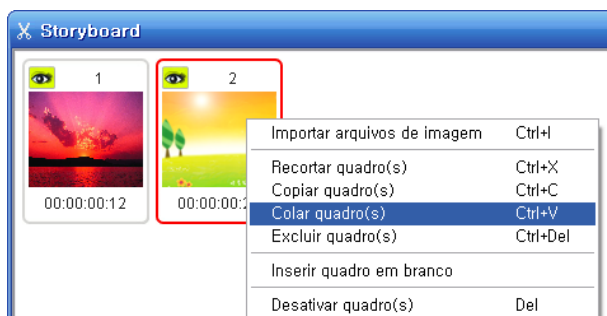 Storyboard
1
2
00:00:00:12
00:00:00:
Importar arquivos de imagem Ctrl+I
Recortar quadro(s) Ctrl+X
Copiar quadro(s) Ctrl+C
Colar quadro(s) Ctrl+V
Excluir quadro(s) Ctrl+Del
Inserir quadro em branco
Desativar quadro(s) Del